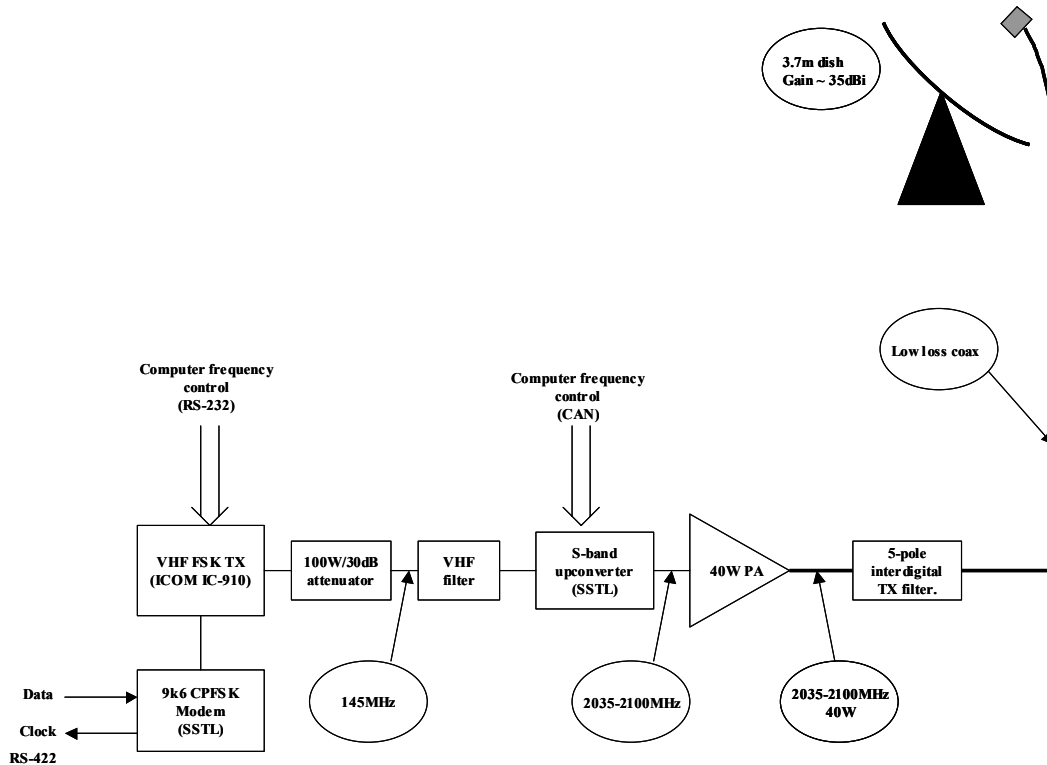 3.7m dish
Gain ~ 35dBi
Low loss coax
Computer frequency
control
(RS-232)
Computer frequency
control
(CAN)
VHF FSK TX
(ICOM IC-910)
100W/30dB
attenuator
VHF
filter
S-band
upconverter
(SSTL)
40W PA
5-pole
interdigital
TX filter.
9k6 CPFSK
Modem
(SSTL)
Data
Clock
RS-422
145MHz
2035-2100MHz
2035-2100MHz
40W